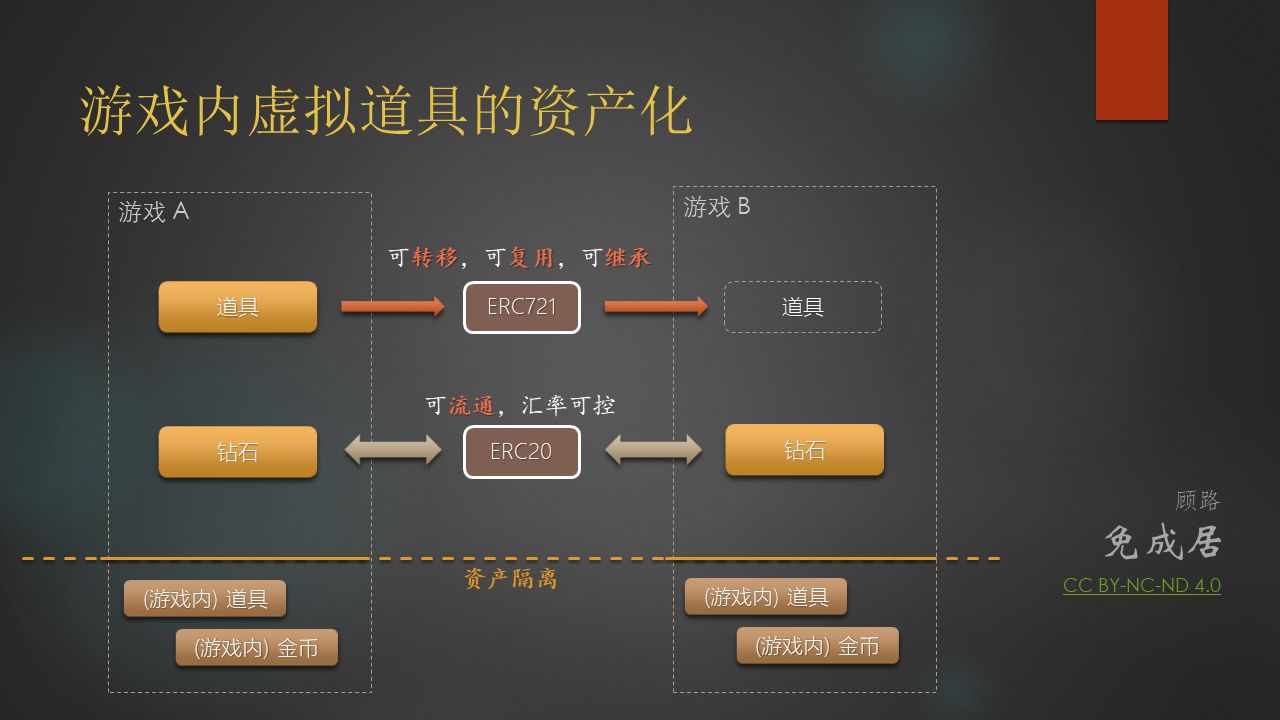 游戏内虚拟道具的资产化
游戏 A
游戏 B
可转移，可复用，可继承
道具
ERC721
道具
可流通，汇率可控
钻石
ERC20
钻石
资产隔离
(游戏内) 道具
(游戏内) 金币
(游戏内) 道具
(游戏内) 金币
顾路
免成居
CC BY-NC-ND 4.0